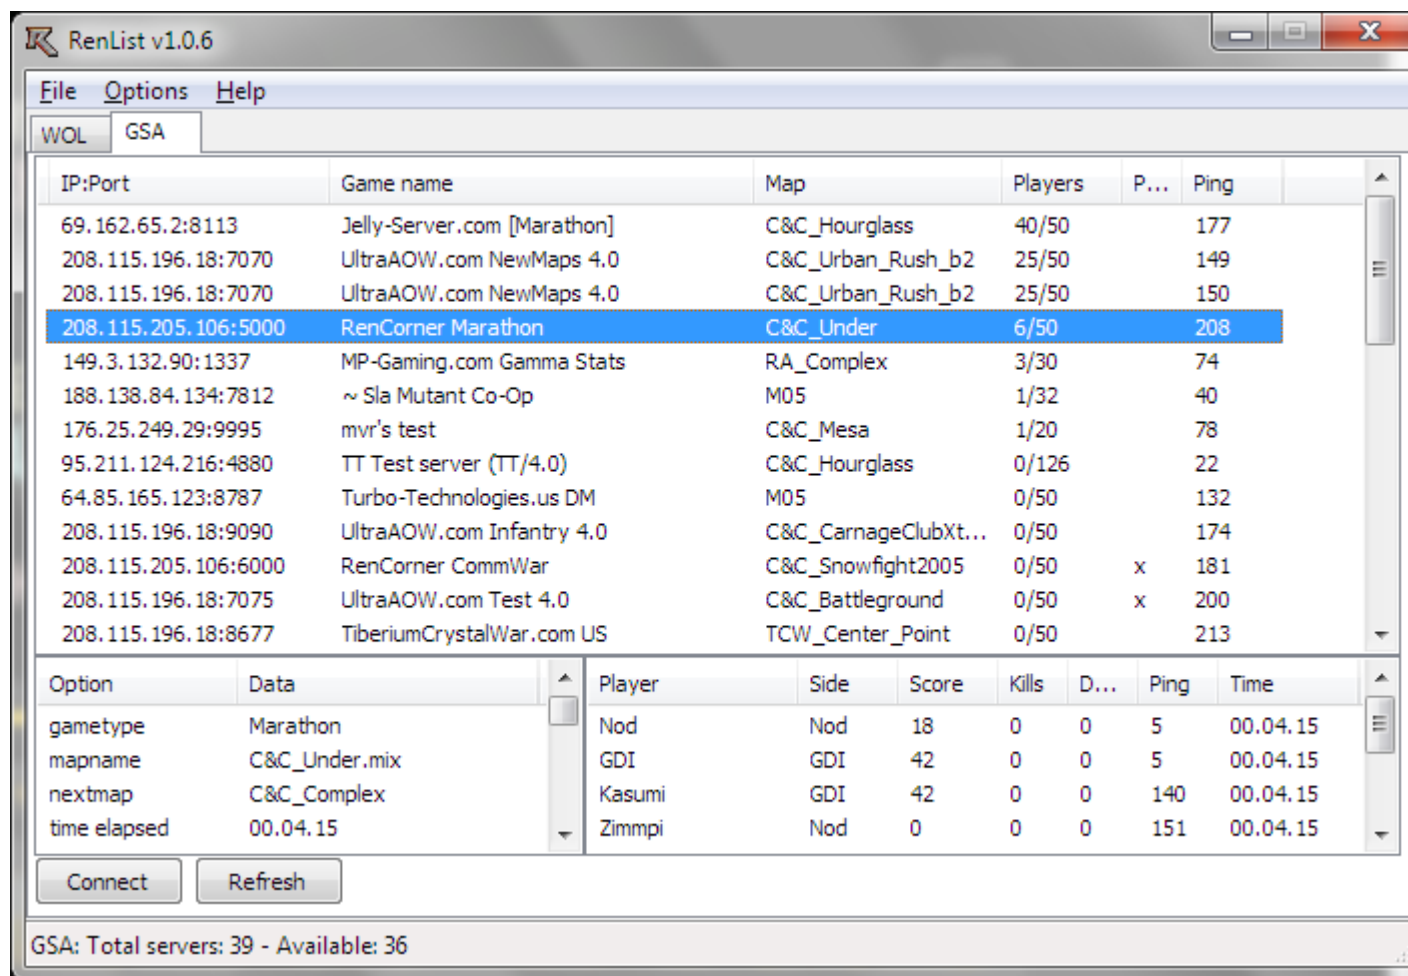 RenList v1.0.6
File Options Help
WOL GSA
IP:Port Game name Map Players P... Ping
69.162.65.2:8113 Jelly-Server.com [Marathon] C&C_Hourglass 40/50 177
208.115.196.18:7070 UltraAOW.com NewMaps 4.0 C&C_Urban_Rush_b2 25/50 149
208.115.196.18:7070 UltraAOW.com NewMaps 4.0 C&C_Urban_Rush_b2 25/50 150
208.115.205.106:5000 RenCorner Marathon C&C_Under 6/50 208
149.3.132.90:1337 MP-Gaming.com Gamma Stats RA_Complex 3/30 74
188.138.84.134:7812 ~ Sla Mutant Co-Op M05 1/32 40
176.25.249.29:9995 mvr's test C&C_Mesa 1/20 78
95.211.124.216:4880 TT Test server (TT/4.0) C&C_Hourglass 0/126 22
64.85.165.123:8787 Turbo-Technologies.us DM M05 0/50 132
208.115.196.18:9090 UltraAOW.com Infantry 4.0 C&C_CarnageClubXt... 0/50 174
208.115.205.106:6000 RenCorner CommWar C&C_Snowfight2005 0/50 x 181
208.115.196.18:7075 UltraAOW.com Test 4.0 C&C_Battleground 0/50 x 200
208.115.196.18:8677 TiberiumCrystalWar.com US TCW_Center_Point 0/50 213
Option Data
gametype Marathon
mapname C&C_Under.mix
nextmap C&C_Complex
time elapsed 00.04.15
Player Side Score Kills D... Ping Time
Nod Nod 18 0 0 5 00.04.15
GDI GDI 42 0 0 5 00.04.15
Kasumi GDI 42 0 0 140 00.04.15
Zimmpi Nod 0 0 0 151 00.04.15
Connect Refresh
GSA: Total servers: 39 - Available: 36